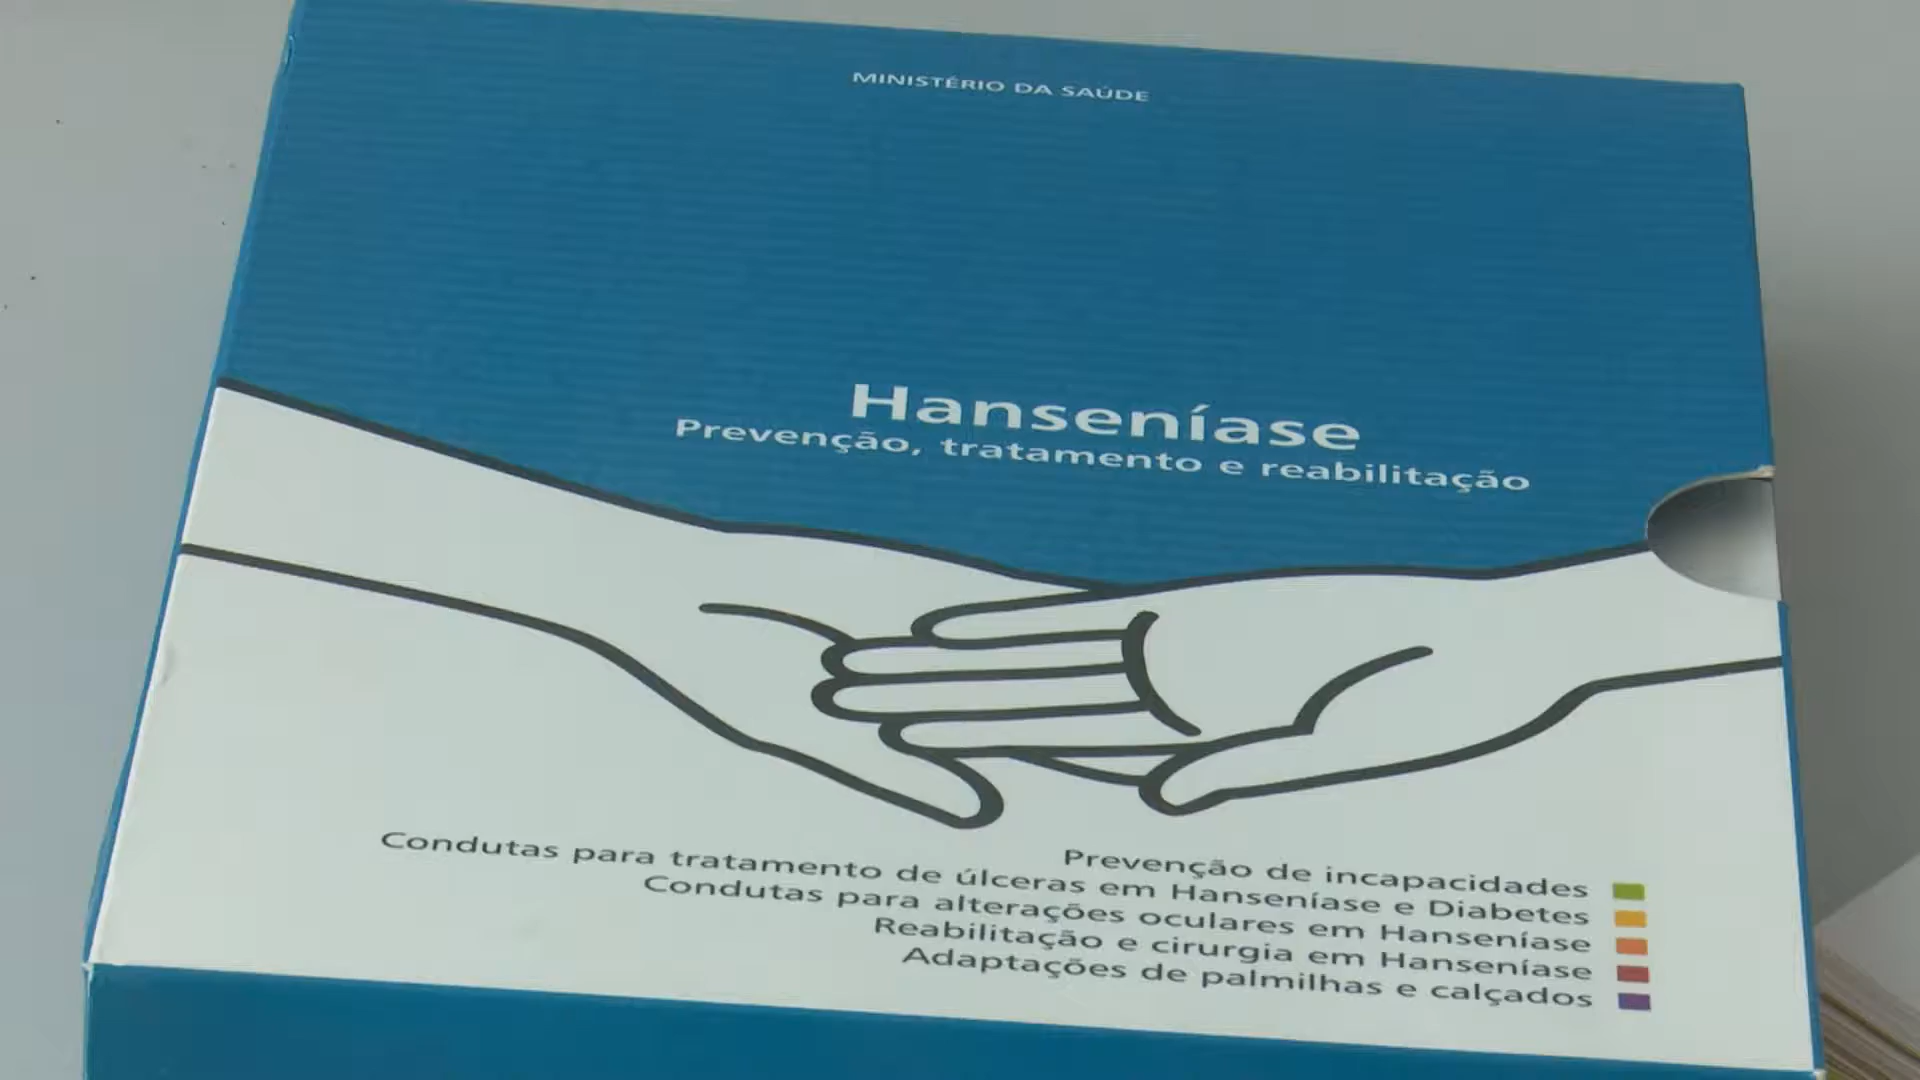 MINISTÉRIO DA SAÚDE
Hanseníase
Prevenção, tratamento e reabilitação
Prevenção de incapacidades
Condutas para tratamento de úlceras em Hanseníase e Diabetes
Condutas para alterações oculares em Hanseníase
Reabilitação e cirurgia em Hanseníase
Adaptações de palmilhas e calçados